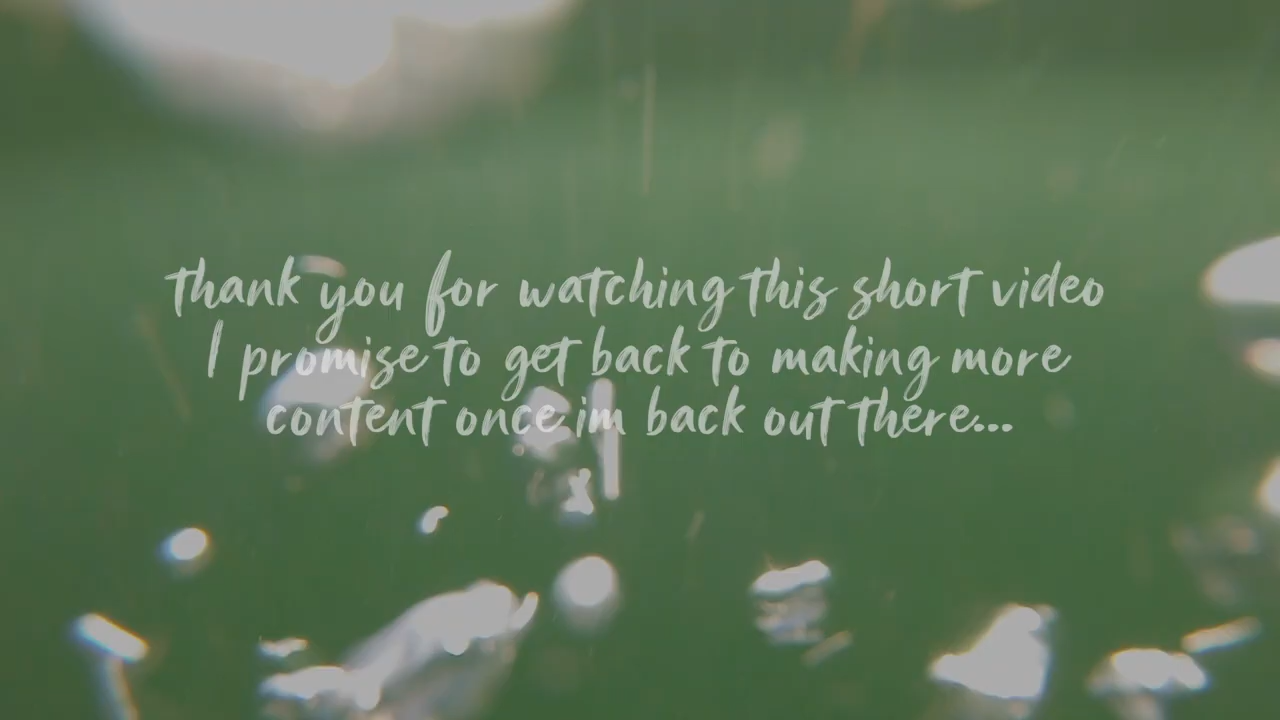 thank you for watching this short video
I promise to get back to making more
content once im back out there...